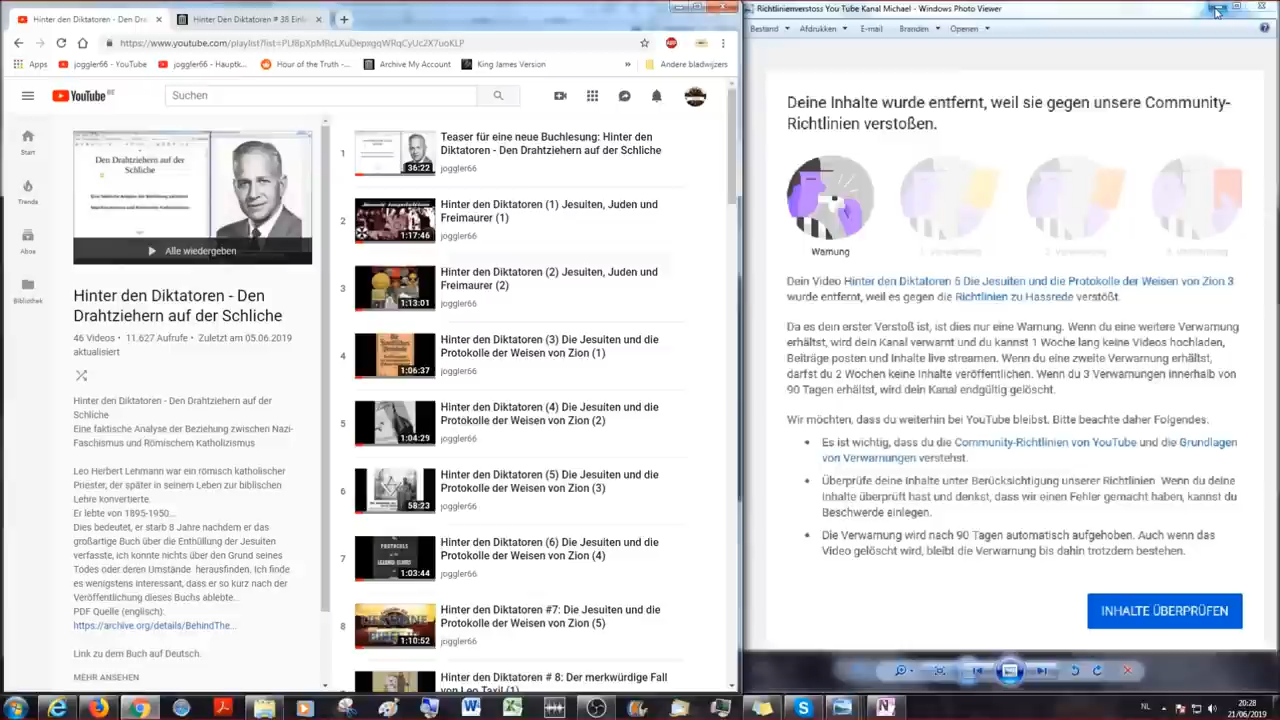 Hinter den Diktatoren - Den Dra
Hinter Den Diktatoren # 38 Einl
https://www.youtube.com/playlist?list=
Apps
joggler66 - YouTube
joggler66 - Hauptk...
Hour of the Truth -...
Archive My Account
King James Version
»
Andere bladwijzers
YouTube
Suchen
Start
Trends
Abos
Bibliothek
Den Drahtziehern auf der
Schliche
Alle wiedergeben
Hinter den Diktatoren - Den
Drahtziehern auf der Schliche
46 Videos • 11.627 Aufrufe • Zuletzt am 05.06.2019
aktualisiert
Hinter den Diktatoren - Den Drahtziehern auf der
Schliche
Eine faktische Analyse der Beziehung zwischen Nazi-
Faschismus und Römischem Katholizismus
Leo Herbert Lehmann war ein römisch katholischer
Priester, der später in seinem Leben zur biblischen
Lehre konvertierte.
Er lebte von 1895-1950...
Dies bedeutet, er starb 8 Jahre nachdem er das
großartige Buch über die Enthüllung der Jesuiten
verfasste, ich konnte nichts über den Grund seines
Todes oder deren Umstände herausfinden. Ich finde
es wenigstens interessant, dass er so kurz nach der
Veröffentlichung dieses Buchs ablebte...
PDF Quelle (englisch):
https://archive.org/details/BehindThe...
Link zu dem Buch auf Deutsch.
MEHR ANSEHEN
1
36:22
Teaser für eine neue Buchlesung: Hinter den
Diktatoren - Den Drahtziehern auf der Schliche
joggler66
2
1:17:46
Hinter den Diktatoren (1) Jesuiten, Juden und
Freimaurer (1)
joggler66
3
1:13:01
Hinter den Diktatoren (2) Jesuiten, Juden und
Freimaurer (2)
joggler66
4
1:06:37
Hinter den Diktatoren (3) Die Jesuiten und die
Protokolle der Weisen von Zion (1)
joggler66
5
1:04:29
Hinter den Diktatoren (4) Die Jesuiten und die
Protokolle der Weisen von Zion (2)
joggler66
6
58:23
Hinter den Diktatoren (5) Die Jesuiten und die
Protokolle der Weisen von Zion (3)
joggler66
7
1:03:44
Hinter den Diktatoren (6) Die Jesuiten und die
Protokolle der Weisen von Zion (4)
joggler66
8
1:10:52
Hinter den Diktatoren #7: Die Jesuiten und die
Protokolle der Weisen von Zion (5)
joggler66
Hinter den Diktatoren # 8: Der merkwürdige Fall
von Leo Taxil (1)
Richtlinienverstoss You Tube Kanal Michael - Windows Photo Viewer
Bestand
Afdrukken
E-mail
Branden
Openen
Deine Inhalte wurde entfernt, weil sie gegen unsere Community-
Richtlinien verstoßen.
Warnung
Dein Video Hinter den Diktatoren 5 Die Jesuiten und die Protokolle der Weisen von Zion 3
wurde entfernt, weil es gegen die Richtlinien zu Hassrede verstößt.
Da es dein erster Verstoß ist, ist dies nur eine Warnung. Wenn du eine weitere Verwarnung
erhältst, wird dein Kanal verwarnt und du kannst 1 Woche lang keine Videos hochladen,
Beiträge posten und Inhalte live streamen. Wenn du eine zweite Verwarnung erhältst,
darfst du 2 Wochen keine Inhalte veröffentlichen. Wenn du 3 Verwarnungen innerhalb von
90 Tagen erhältst, wird dein Kanal endgültig gelöscht.
Wir möchten, dass du weiterhin bei YouTube bleibst. Bitte beachte daher Folgendes.
• Es ist wichtig, dass du die Community-Richtlinien von YouTube und die Grundlagen
von Verwarnungen verstehst.
• Überprüfe deine Inhalte unter Berücksichtigung unserer Richtlinien. Wenn du deine
Inhalte überprüft hast und denkst, dass wir einen Fehler gemacht haben, kannst du
Beschwerde einlegen.
• Die Verwarnung wird nach 90 Tagen automatisch aufgehoben. Auch wenn das
Video gelöscht wird, bleibt die Verwarnung bis dahin trotzdem bestehen.
INHALTE ÜBERPRÜFEN
NL
20:28
21/06/2019